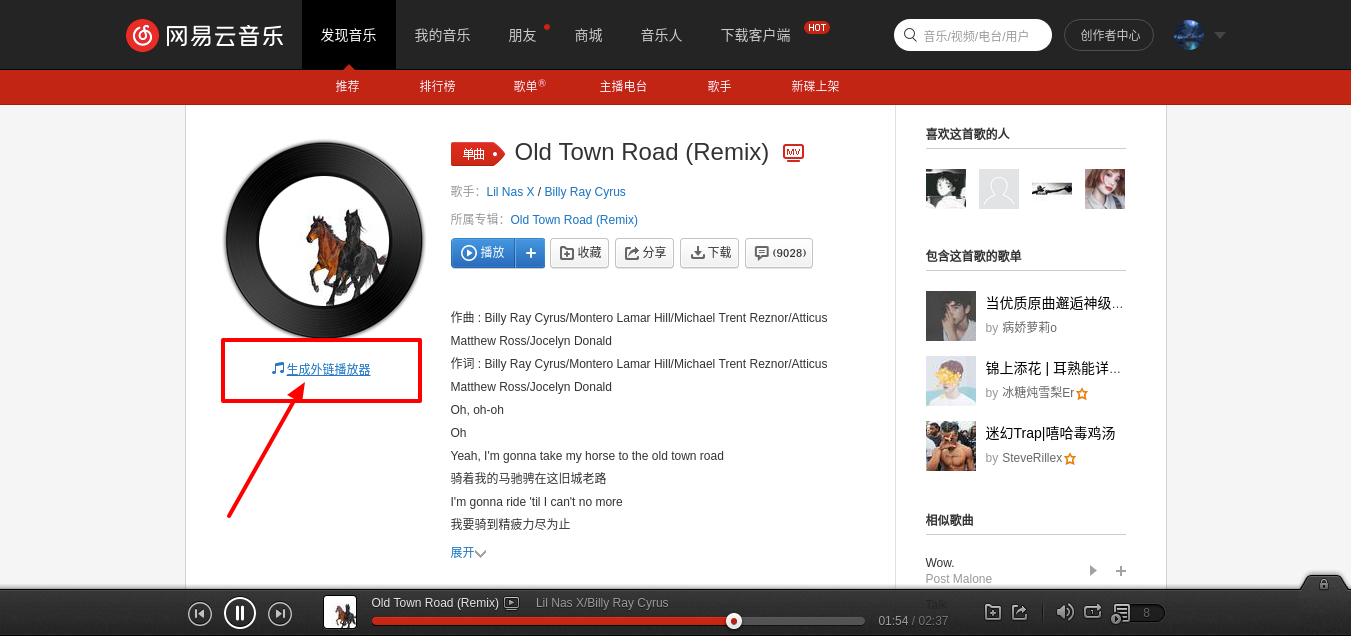 网易云音乐
发现音乐
我的音乐
朋友
商城
音乐人
下载客户端
HOT
音乐/视频/电台/用户
创作者中心
推荐
排行榜
歌单®
主播电台
歌手
新碟上架
单曲
Old Town Road (Remix)
MV
歌手：Lil Nas X / Billy Ray Cyrus
所属专辑：Old Town Road (Remix)
播放
+
收藏
分享
下载
(9028)
生成外链播放器
作曲 : Billy Ray Cyrus/Montero Lamar Hill/Michael Trent Reznor/Atticus
Matthew Ross/Jocelyn Donald
作词 : Billy Ray Cyrus/Montero Lamar Hill/Michael Trent Reznor/Atticus
Matthew Ross/Jocelyn Donald
Oh, oh-oh
Oh
Yeah, I'm gonna take my horse to the old town road
骑着我的马驰骋在这旧城老路
I'm gonna ride 'til I can't no more
我要骑到精疲力尽为止
展开
喜欢这首歌的人
包含这首歌的歌单
当优质原曲邂逅神级...
by 病娇萝莉o
锦上添花 | 耳熟能详...
by 冰糖炖雪梨Er
迷幻Trap|嘻哈毒鸡汤
by SteveRillex
相似歌曲
Wow.
Post Malone
Talk
Old Town Road (Remix)
Lil Nas X/Billy Ray Cyrus
01:54 / 02:37
8